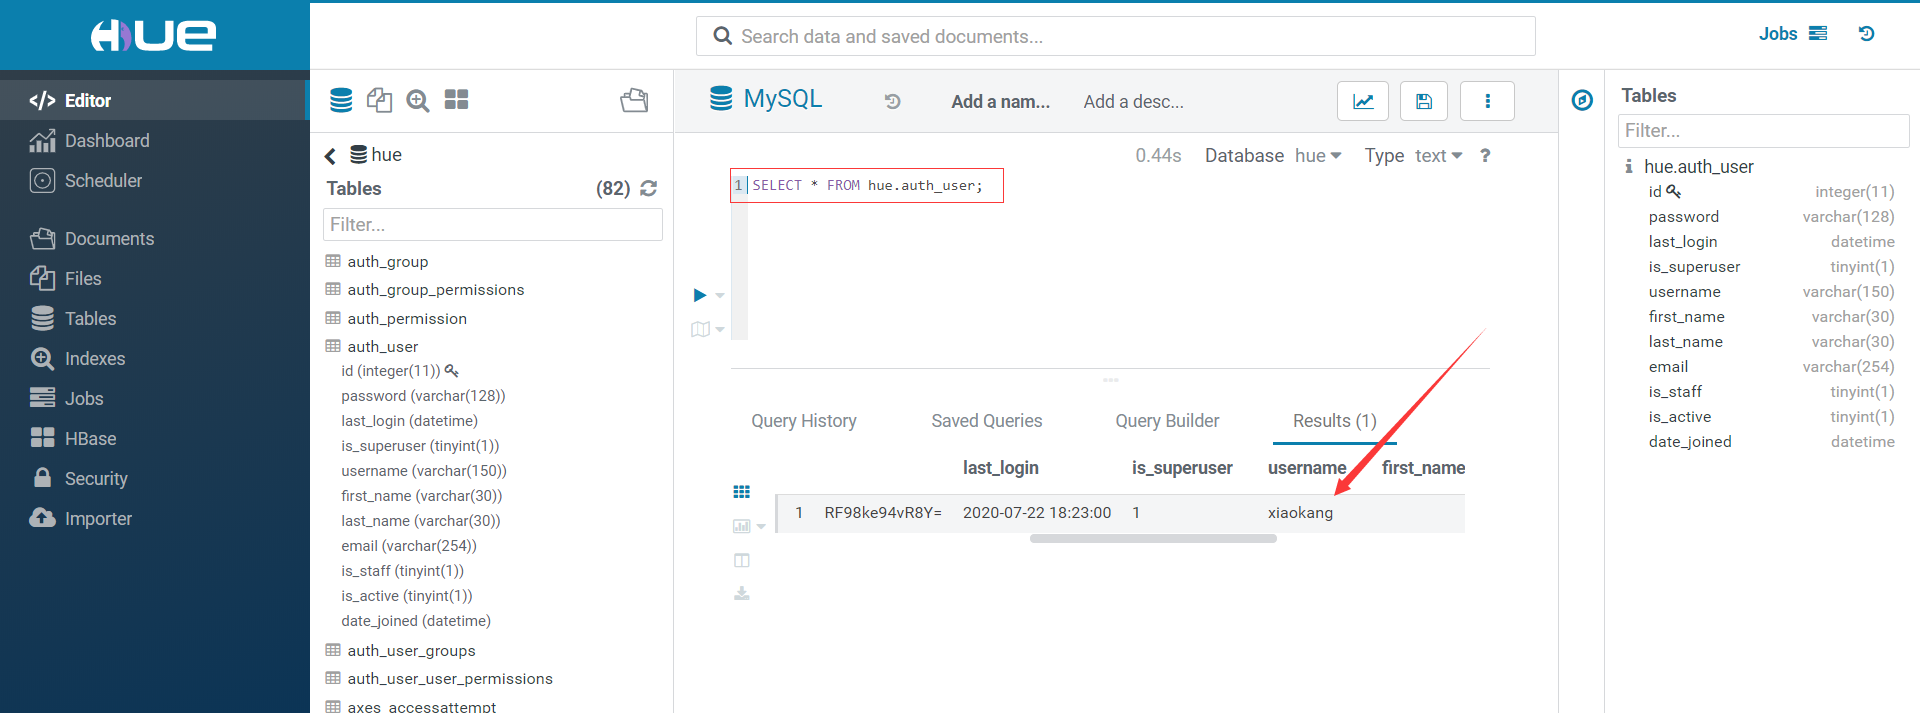 HUE
Search data and saved documents...
Jobs
Editor
Dashboard
Scheduler
Documents
Files
Tables
Indexes
Jobs
HBase
Security
Importer
hue
Tables (82)
Filter...
auth_group
auth_group_permissions
auth_permission
auth_user
id (integer(11))
password (varchar(128))
last_login (datetime)
is_superuser (tinyint(1))
username (varchar(150))
first_name (varchar(30))
last_name (varchar(30))
email (varchar(254))
is_staff (tinyint(1))
is_active (tinyint(1))
date_joined (datetime)
auth_user_groups
auth_user_user_permissions
axes_accessattempt
MySQL Add a nam... Add a desc...
0.44s Database hue Type text ?
1 SELECT * FROM hue.auth_user;
Query History Saved Queries Query Builder Results (1)
last_login is_superuser username first_name
1 RF98ke94vR8Y= 2020-07-22 18:23:00 1 xiaokang
Tables
Filter...
hue.auth_user
id integer(11)
password varchar(128)
last_login datetime
is_superuser tinyint(1)
username varchar(150)
first_name varchar(30)
last_name varchar(30)
email varchar(254)
is_staff tinyint(1)
is_active tinyint(1)
date_joined datetime